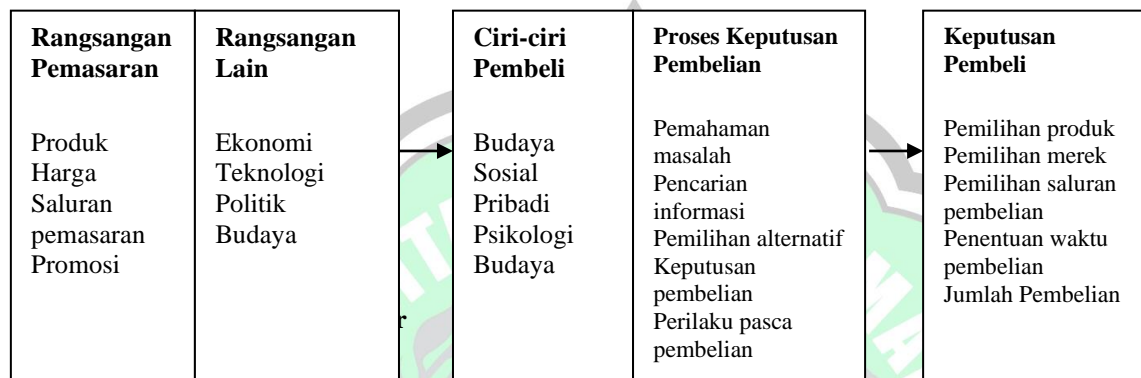 Rangsangan
Pemasaran
Produk
Harga
Saluran
pemasaran
Promosi
Rangsangan
Lain
Ekonomi
Teknologi
Politik
Budaya
Ciri-ciri
Pembeli
Budaya
Sosial
Pribadi
Psikologi
Budaya
Proses Keputusan
Pembelian
Pemahaman
masalah
Pencarian
informasi
Pemilihan alternatif
Keputusan
pembelian
Perilaku pasca
pembelian
Keputusan
Pembeli
Pemilihan produk
Pemilihan merek
Pemilihan saluran
pembelian
Penentuan waktu
pembelian
Jumlah Pembelian
r